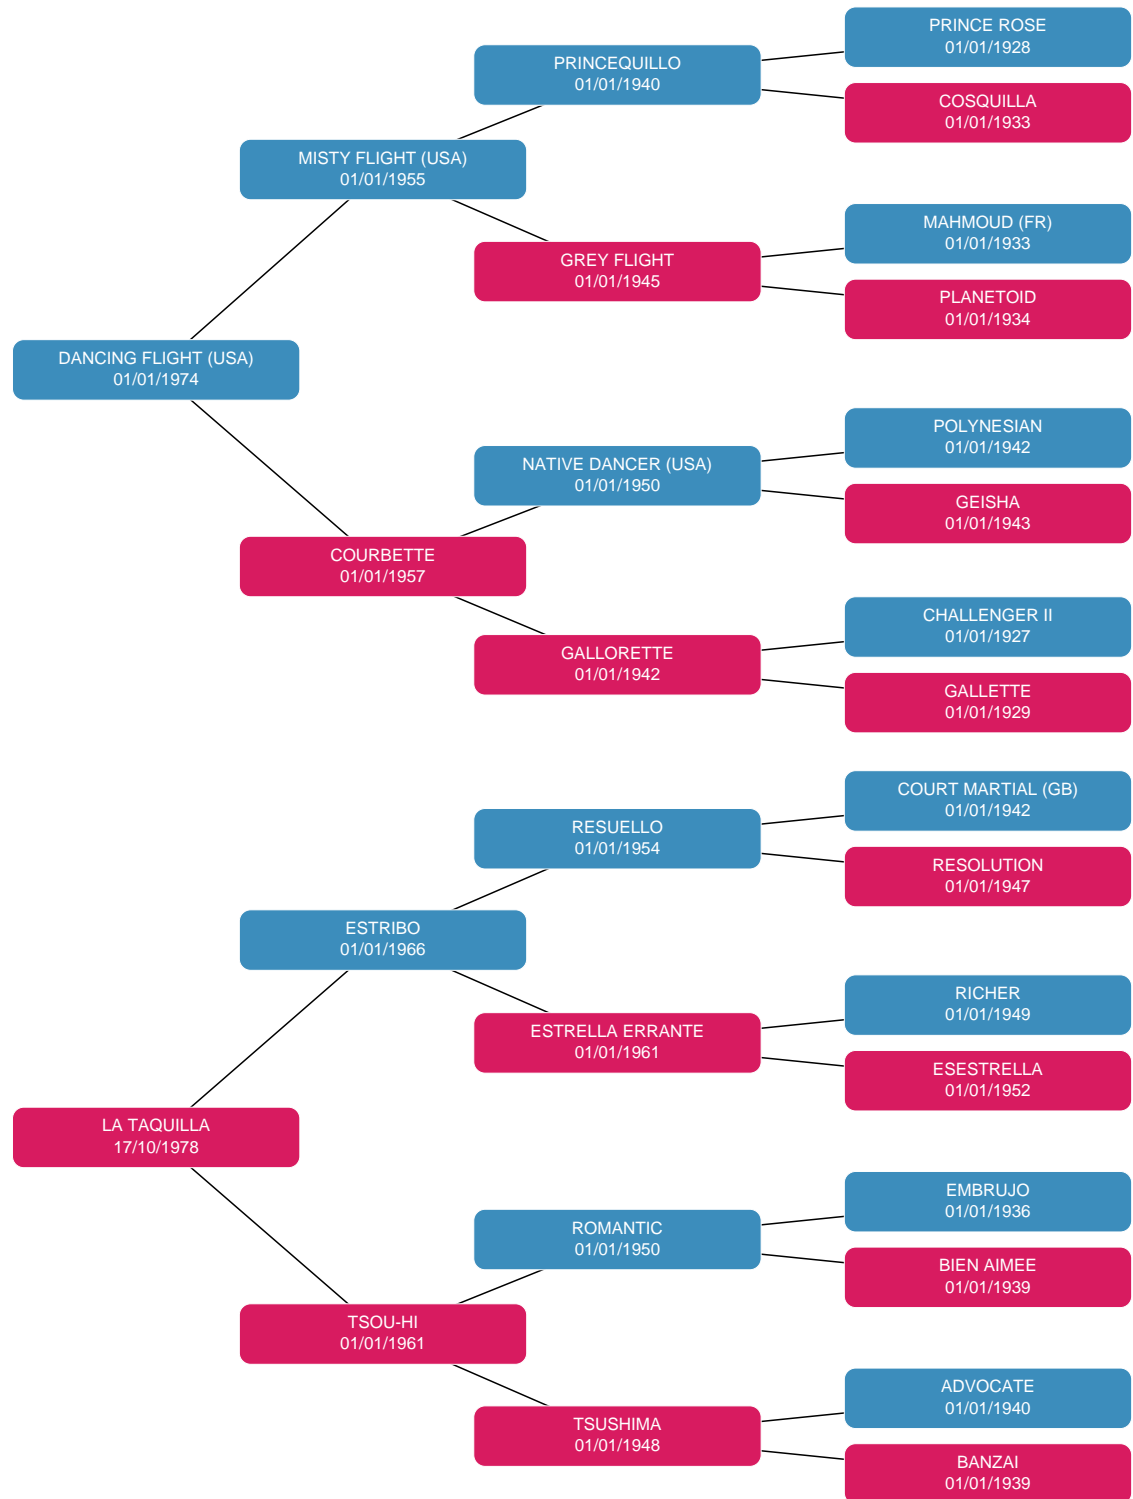 PRINCE ROSE
01/01/1928
PRINCEQUILLO
01/01/1940
COSQUILLA
01/01/1933
MISTY FLIGHT (USA)
01/01/1955
MAHMOUD (FR)
01/01/1933
GREY FLIGHT
01/01/1945
PLANETOID
01/01/1934
DANCING FLIGHT (USA)
01/01/1974
POLYNESIAN
01/01/1942
NATIVE DANCER (USA)
01/01/1950
GEISHA
01/01/1943
COURBETTE
01/01/1957
CHALLENGER II
01/01/1927
GALLORETTE
01/01/1942
GALLETTE
01/01/1929
COURT MARTIAL (GB)
01/01/1942
RESUELLO
01/01/1954
RESOLUTION
01/01/1947
ESTRIBO
01/01/1966
RICHER
01/01/1949
ESTRELLA ERRANTE
01/01/1961
ESESTRELLA
01/01/1952
LA TAQUILLA
17/10/1978
EMBRUJO
01/01/1936
ROMANTIC
01/01/1950
BIEN AIMEE
01/01/1939
TSOU-HI
01/01/1961
ADVOCATE
01/01/1940
TSUSHIMA
01/01/1948
BANZAI
01/01/1939